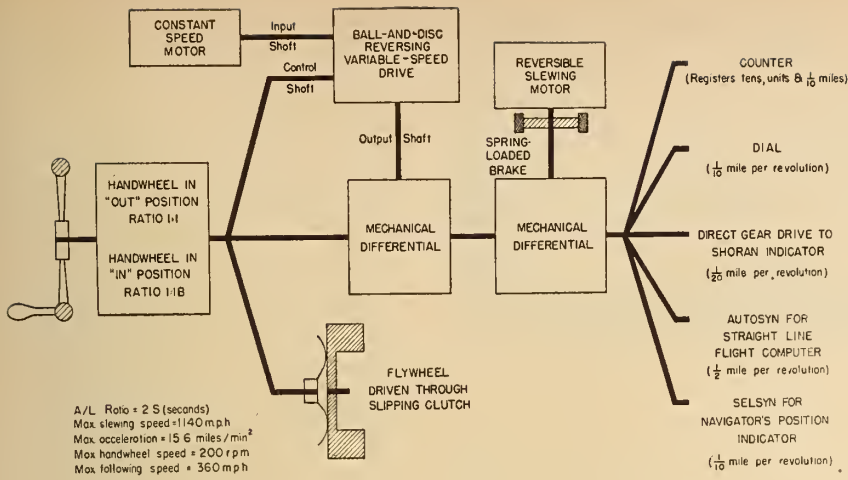 CONSTANT
SPEED
MOTOR
Input
Shaft
Control
Shaft
BALL-AND-DISC
REVERSING
VARIABLE-SPEED
DRIVE
REVERSIBLE
SLEWING
MOTOR
Output Shaft
SPRING-
LOADED
BRAKE
HANDWHEEL IN
"OUT" POSITION
RATIO 1:1
HANDWHEEL IN
"IN" POSITION
RATIO 1:18
MECHANICAL
DIFFERENTIAL
MECHANICAL
DIFFERENTIAL
COUNTER
(Registers tens, units & 1/10 miles)
DIAL
(1/10 mile per revolution)
DIRECT GEAR DRIVE TO
SHORAN INDICATOR
(1/20 mile per revolution)
AUTOSYN FOR
STRAIGHT LINE
FLIGHT COMPUTER
(1/2 mile per revolution)
SELSYN FOR
NAVIGATOR'S POSITION
INDICATOR
(1/10 mile per revolution)
FLYWHEEL
DRIVEN THROUGH
SLIPPING CLUTCH
A/L Ratio = 2 S (seconds)
Max slewing speed = 1140 m.p.h
Max acceleration = 15 6 miles/min²
Max handwheel speed = 200 rpm
Max following speed = 360 mph